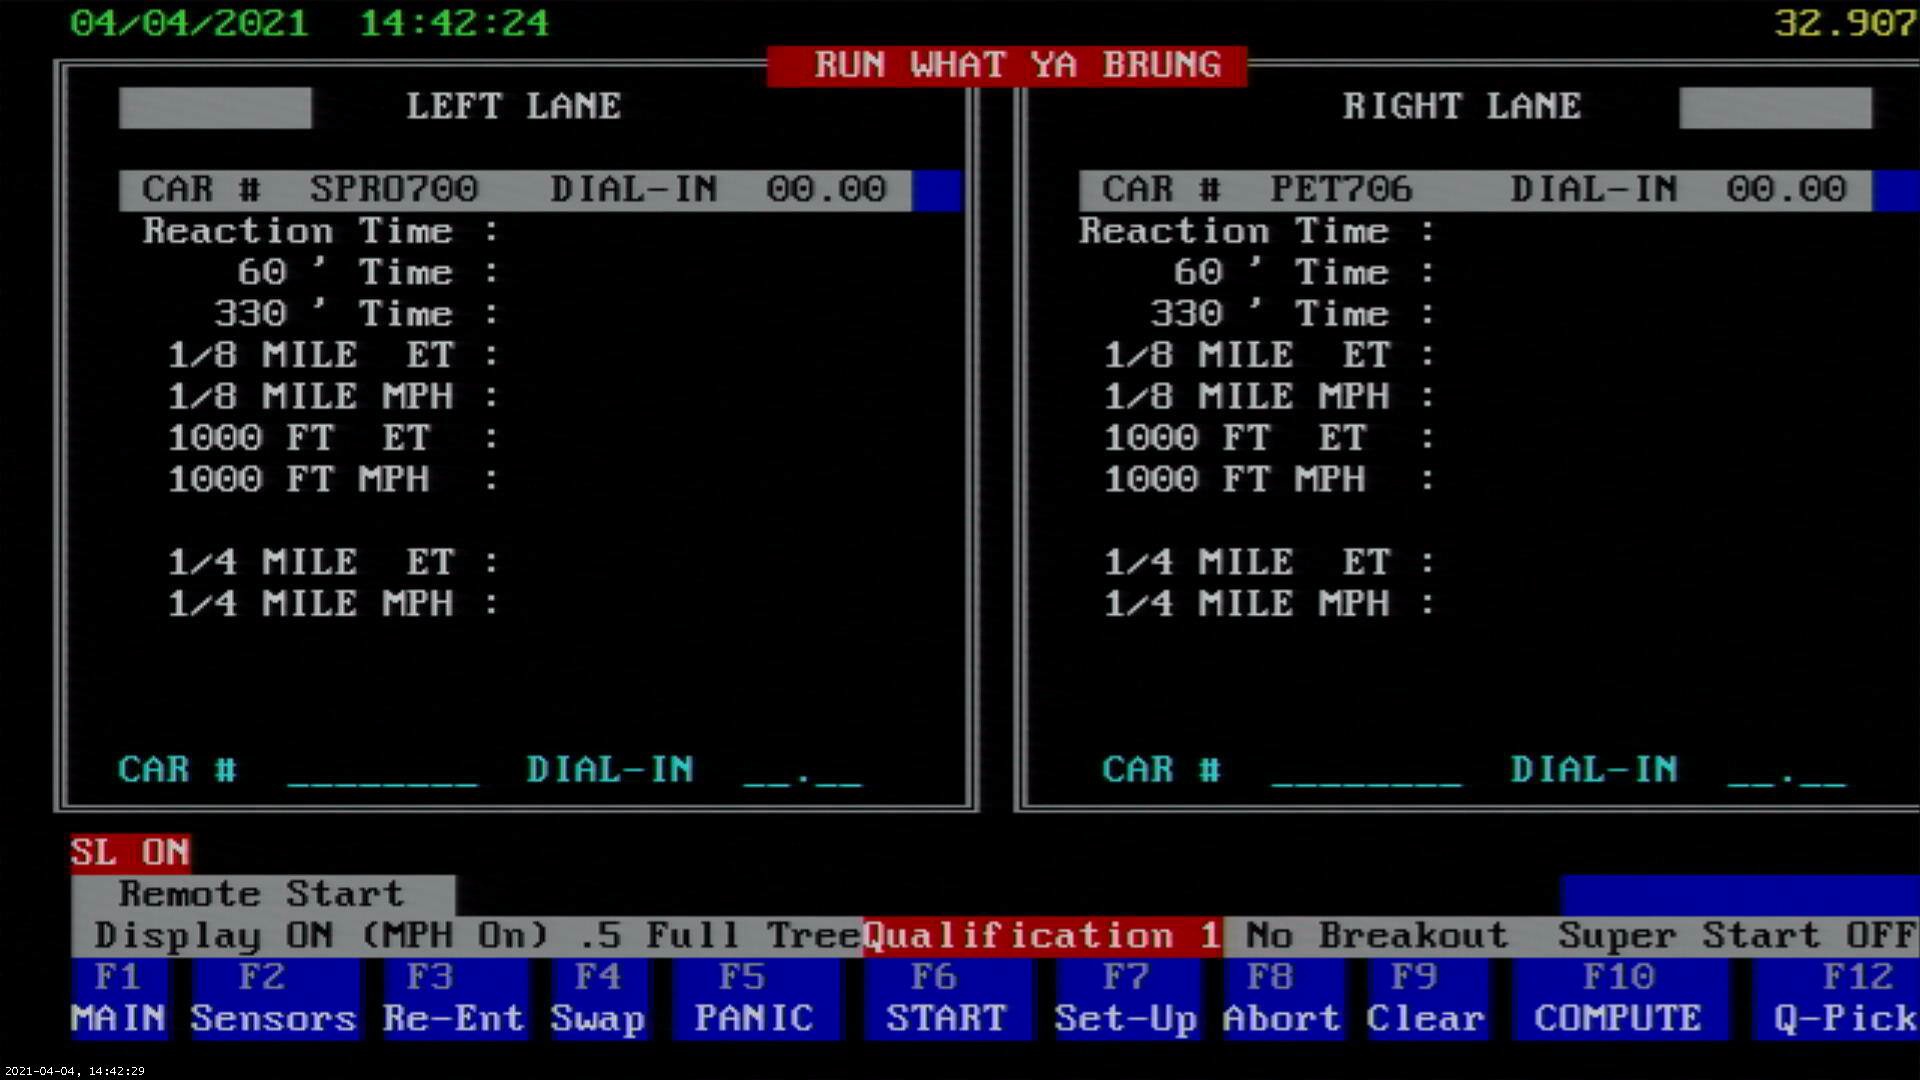 04/04/2021 14:42:24 32.907
RUN WHAT YA BRUNG
LEFT LANE RIGHT LANE
CAR # SPRO700 DIAL-IN 00.00 CAR # PET706 DIAL-IN 00.00
Reaction Time : Reaction Time :
60 ' Time : 60 ' Time :
330 ' Time : 330 ' Time :
1/8 MILE ET : 1/8 MILE ET :
1/8 MILE MPH : 1/8 MILE MPH :
1000 FT ET : 1000 FT ET :
1000 FT MPH : 1000 FT MPH :
1/4 MILE ET : 1/4 MILE ET :
1/4 MILE MPH : 1/4 MILE MPH :
CAR # ________ DIAL-IN __.__ CAR # ________ DIAL-IN __.__
SL ON
Remote Start
Display ON (MPH On) .5 Full Tree Qualification 1 No Breakout Super Start OFF
F1 F2 F3 F4 F5 F6 F7 F8 F9 F10 F12
MAIN Sensors Re-Ent Swap PANIC START Set-Up Abort Clear COMPUTE Q-Pick
2021-04-04, 14:42:29